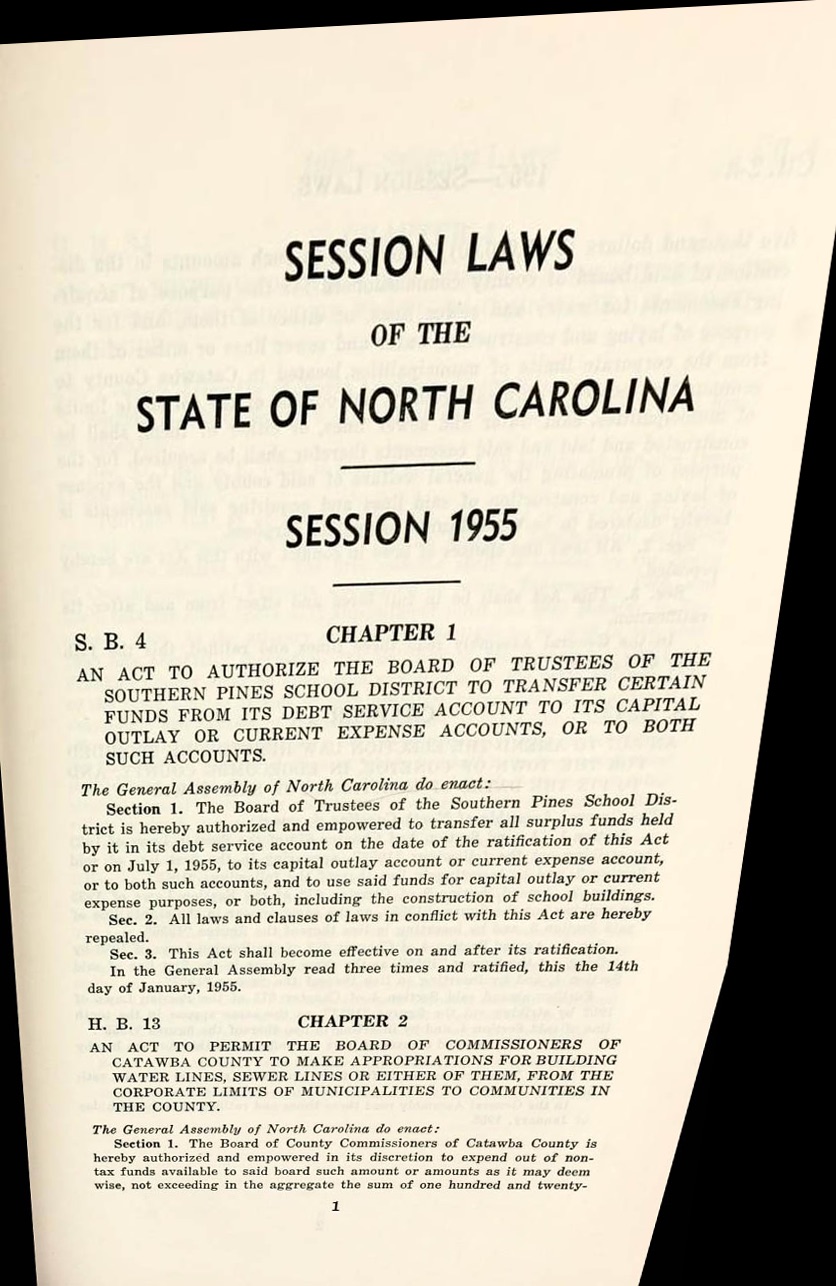 SESSION LAWS
OF THE
STATE OF NORTH CAROLINA
SESSION 1955
S. B. 4 CHAPTER 1
AN ACT TO AUTHORIZE THE BOARD OF TRUSTEES OF THE
SOUTHERN PINES SCHOOL DISTRICT TO TRANSFER CERTAIN
FUNDS FROM ITS DEBT SERVICE ACCOUNT TO ITS CAPITAL
OUTLAY OR CURRENT EXPENSE ACCOUNTS, OR TO BOTH
SUCH ACCOUNTS.
The General Assembly of North Carolina do enact:
Section 1. The Board of Trustees of the Southern Pines School Dis-
trict is hereby authorized and empowered to transfer all surplus funds held
by it in its debt service account on the date of the ratification of this Act
or on July 1, 1955, to its capital outlay account or current expense account,
or to both such accounts, and to use said funds for capital outlay or current
expense purposes, or both, including the construction of school buildings.
Sec. 2. All laws and clauses of laws in conflict with this Act are hereby
repealed.
Sec. 3. This Act shall become effective on and after its ratification.
In the General Assembly read three times and ratified, this the 14th
day of January, 1955.
H. B. 13 CHAPTER 2
AN ACT TO PERMIT THE BOARD OF COMMISSIONERS OF
CATAWBA COUNTY TO MAKE APPROPRIATIONS FOR BUILDING
WATER LINES, SEWER LINES OR EITHER OF THEM, FROM THE
CORPORATE LIMITS OF MUNICIPALITIES TO COMMUNITIES IN
THE COUNTY.
The General Assembly of North Carolina do enact:
Section 1. The Board of County Commissioners of Catawba County is
hereby authorized and empowered in its discretion to expend out of non-
tax funds available to said board such amount or amounts as it may deem
wise, not exceeding in the aggregate the sum of one hundred and twenty-
1